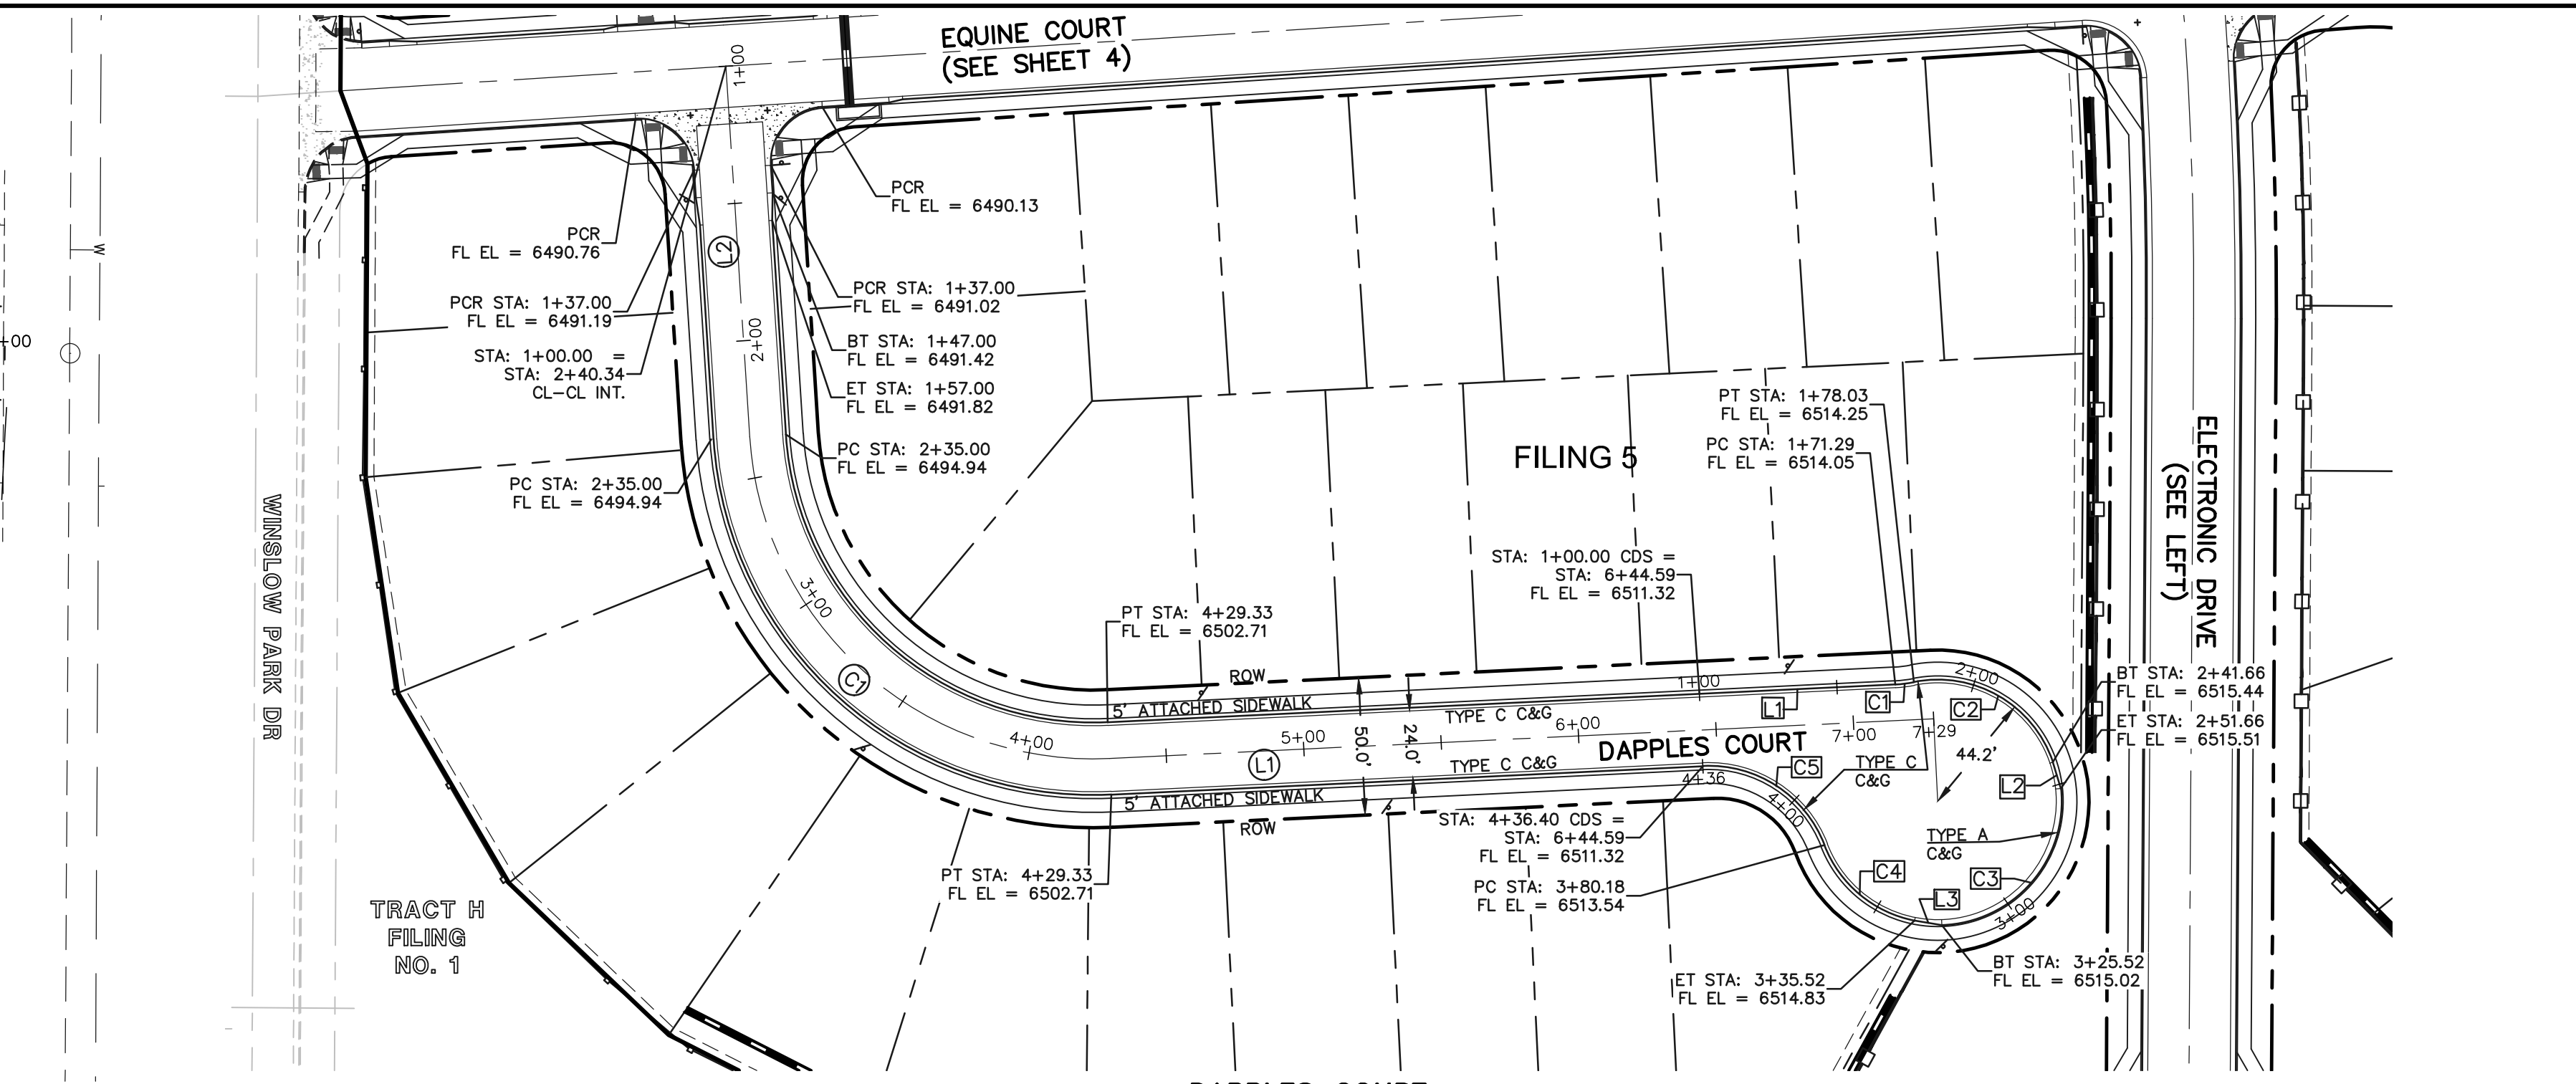 EQUINE COURT
(SEE SHEET 4)
1+00
PCR
FL EL = 6490.13
PCR
FL EL = 6490.76
L2
W
PCR STA: 1+37.00
FL EL = 6491.19
STA: 1+00.00 =
STA: 2+40.34
CL-CL INT.
2+00
PCR STA: 1+37.00
FL EL = 6491.02
BT STA: 1+47.00
FL EL = 6491.42
ET STA: 1+57.00
FL EL = 6491.82
PC STA: 2+35.00
FL EL = 6494.94
PC STA: 2+35.00
FL EL = 6494.94
+00
FILING 5
PT STA: 1+78.03
FL EL = 6514.25
PC STA: 1+71.29
FL EL = 6514.05
ELECTRONIC DRIVE
(SEE LEFT)
WINSLOW PARK DR
3+00
C1
STA: 1+00.00 CDS =
STA: 6+44.59
FL EL = 6511.32
PT STA: 4+29.33
FL EL = 6502.71
ROW
5' ATTACHED SIDEWALK
TYPE C C&G
1+00
L1
C1
C2
2+00
BT STA: 2+41.66
FL EL = 6515.44
ET STA: 2+51.66
FL EL = 6515.51
4+00
5+00
6+00
7+00
7+29
50.0'
24.0'
DAPPLES COURT
44.2'
L1
TYPE C C&G
C5
TYPE C
C&G
L2
4+36
4+00
5' ATTACHED SIDEWALK
ROW
STA: 4+36.40 CDS =
STA: 6+44.59
FL EL = 6511.32
TYPE A
C&G
PT STA: 4+29.33
FL EL = 6502.71
PC STA: 3+80.18
FL EL = 6513.54
C4
C3
L3
3+00
TRACT H
FILING
NO. 1
ET STA: 3+35.52
FL EL = 6514.83
BT STA: 3+25.52
FL EL = 6515.02
DAPPLES COURT